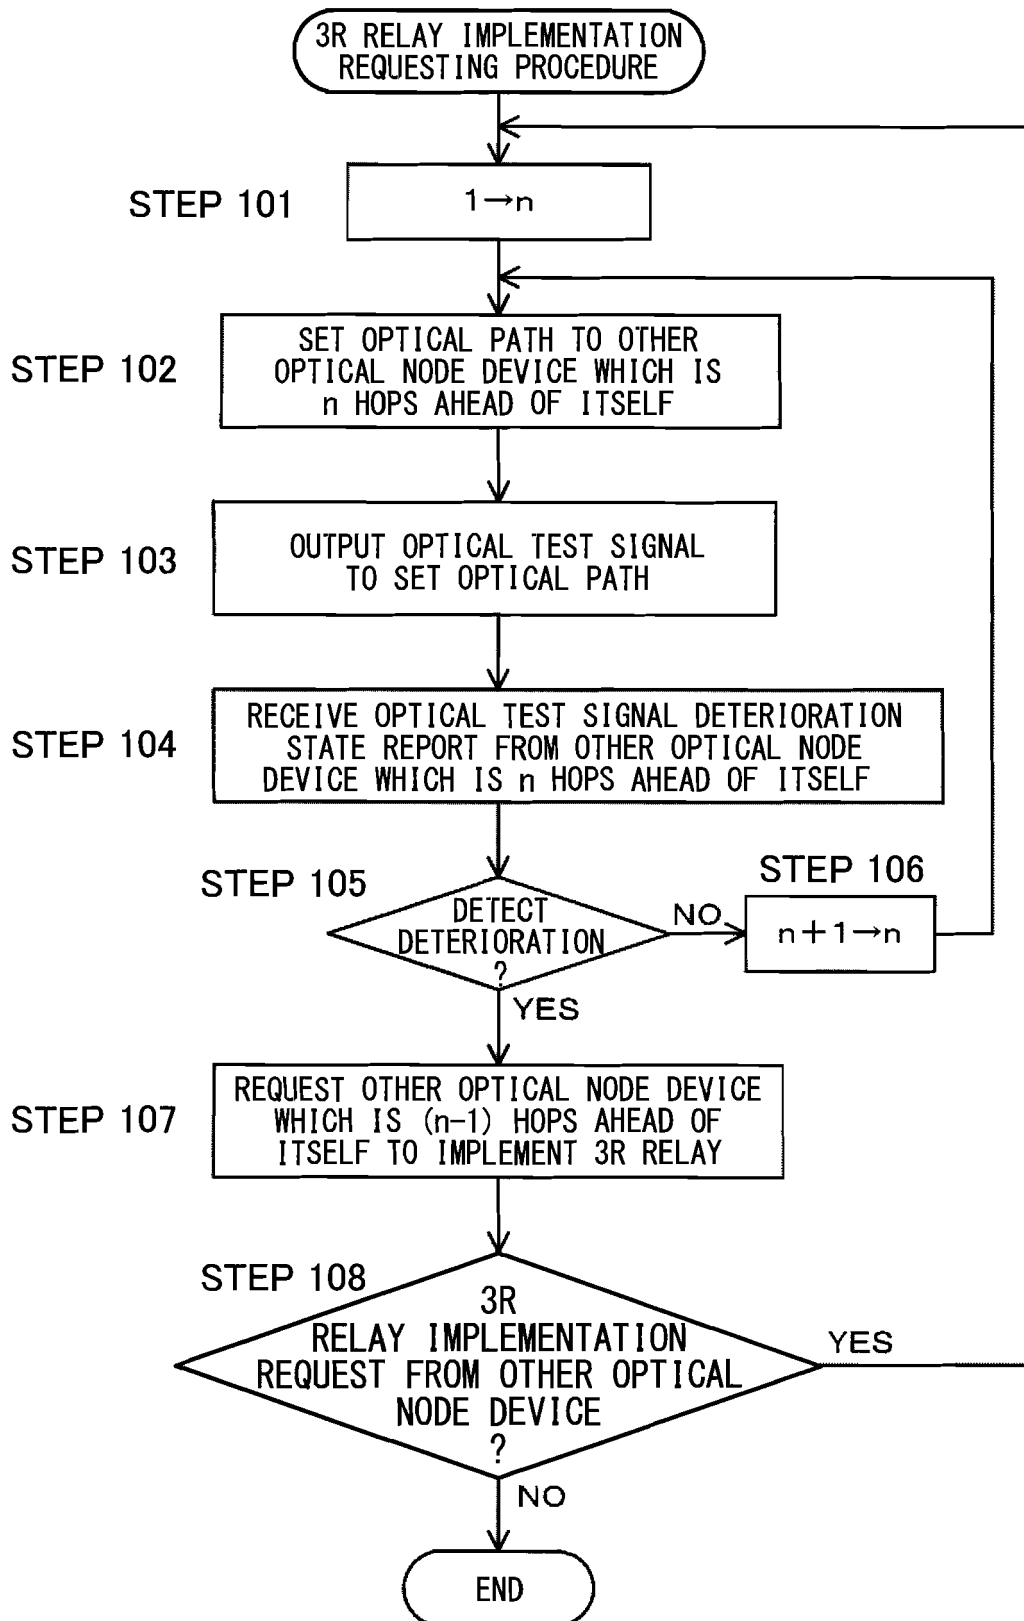 3R RELAY IMPLEMENTATION
REQUESTING PROCEDURE
STEP 101
1→n
STEP 102
SET OPTICAL PATH TO OTHER
OPTICAL NODE DEVICE WHICH IS
n HOPS AHEAD OF ITSELF
STEP 103
OUTPUT OPTICAL TEST SIGNAL
TO SET OPTICAL PATH
STEP 104
RECEIVE OPTICAL TEST SIGNAL DETERIORATION
STATE REPORT FROM OTHER OPTICAL NODE
DEVICE WHICH IS n HOPS AHEAD OF ITSELF
STEP 105
DETECT
DETERIORATION
?
NO
STEP 106
n+1→n
YES
STEP 107
REQUEST OTHER OPTICAL NODE DEVICE
WHICH IS (n-1) HOPS AHEAD OF
ITSELF TO IMPLEMENT 3R RELAY
STEP 108
3R
RELAY IMPLEMENTATION
REQUEST FROM OTHER OPTICAL
NODE DEVICE
?
YES
NO
END